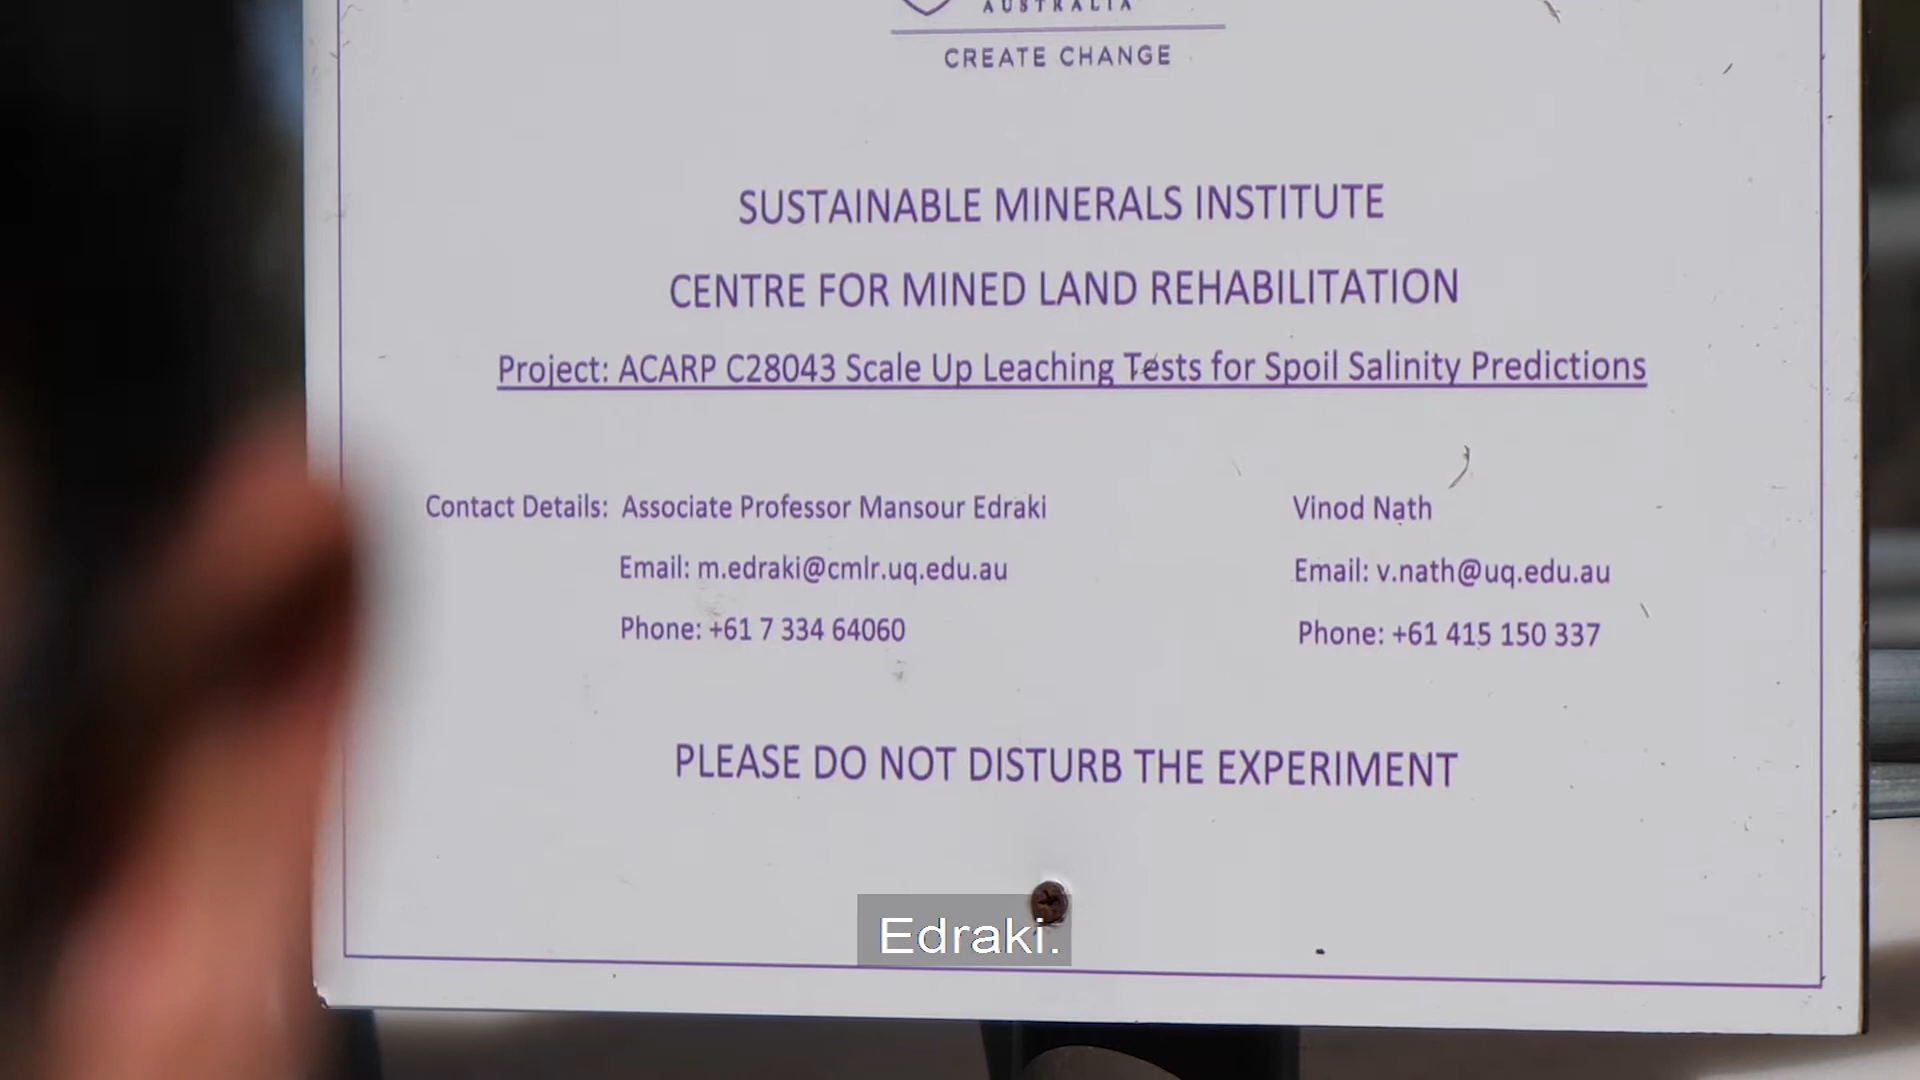 AUSTRALIA
CREATE CHANGE
SUSTAINABLE MINERALS INSTITUTE
CENTRE FOR MINED LAND REHABILITATION
Project: ACARP C28043 Scale Up Leaching Tests for Spoil Salinity Predictions
Contact Details: Associate Professor Mansour Edraki Vinod Nath
Email: m.edraki@cmlr.uq.edu.au Email: v.nath@uq.edu.au
Phone: +61 7 334 64060 Phone: +61 415 150 337
PLEASE DO NOT DISTURB THE EXPERIMENT
Edraki.